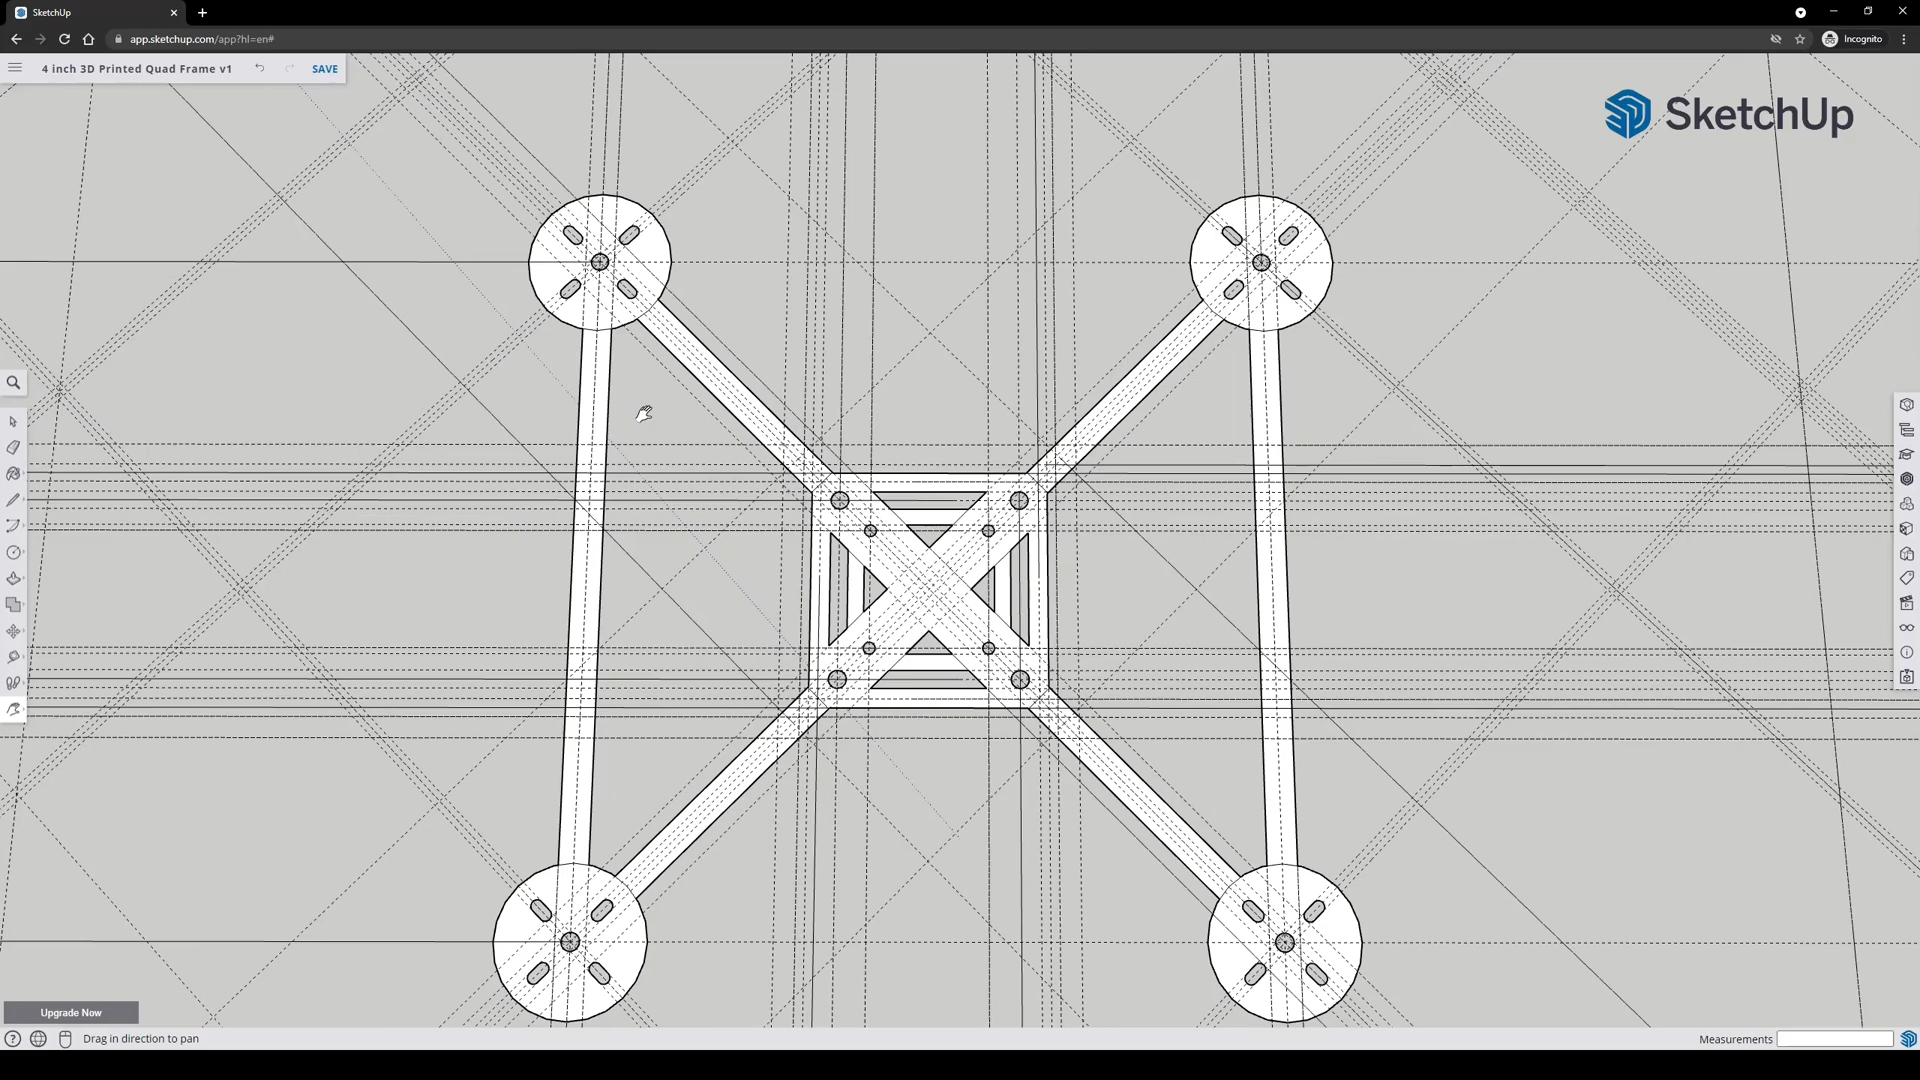 SketchUp
app.sketchup.com/app?hl=en#
Incognito
4 inch 3D Printed Quad Frame v1
SAVE
SketchUp
Upgrade Now
Drag in direction to pan
Measurements